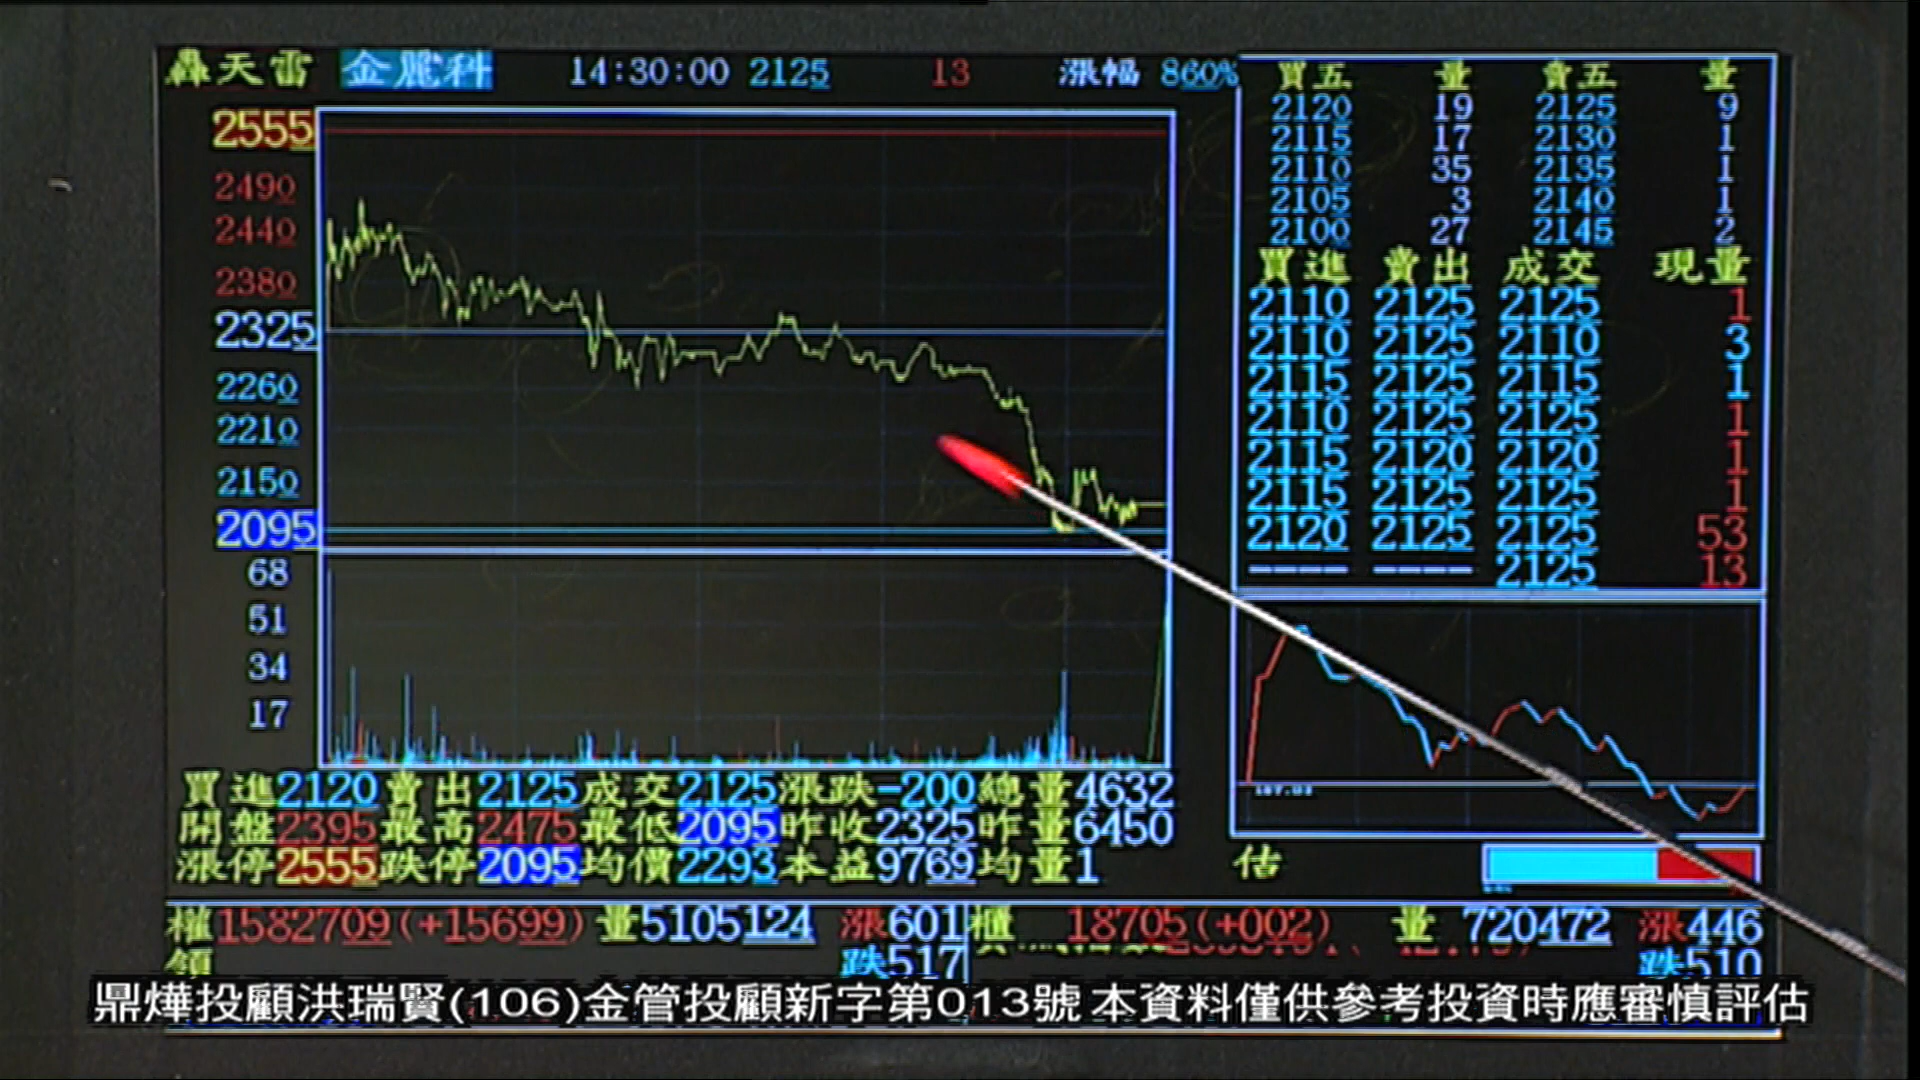 轟天雷 金麗科 14:30:00 2125 13 漲幅 860%
2555
2490
2440
2380
2325
2260
2210
2150
2095
68
51
34
17
買五 量 賣五 量
2120 19 2125 9
2115 17 2130 1
2110 35 2135 1
2105 3 2140 1
2100 27 2145 2
買進 賣出 成交 現量
2110 2125 2125 1
2110 2125 2110 3
2115 2125 2115 1
2110 2125 2125 1
2115 2120 2120 1
2115 2125 2125 1
2120 2125 2125 53
---- ---- 2125 13
買進2120 賣出2125 成交2125 漲跌-200 總量4632
開盤2395 最高2475 最低2095 昨收2325 昨量6450
漲停2555 跌停2095 均價2293 本益9769 均量1
估
權1582709(+15699) 量5105124 漲601 櫃 18705(+002) 量 720472 漲446
領 跌517 跌510
鼎燁投顧洪瑞賢(106)金管投顧新字第013號 本資料僅供參考投資時應審慎評估